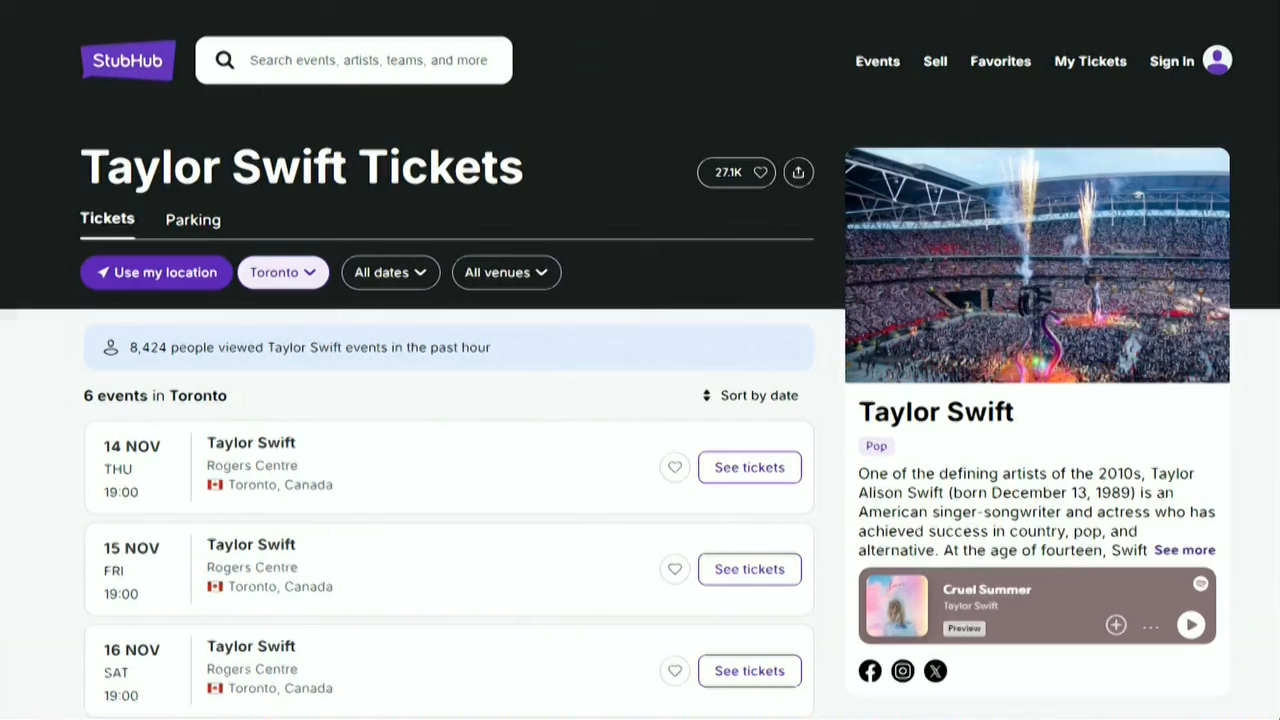 StubHub
Search events, artists, teams, and more
Events
Sell
Favorites
My Tickets
Sign In
Taylor Swift Tickets
27.1K
Tickets
Parking
Use my location
Toronto
All dates
All venues
8,424 people viewed Taylor Swift events in the past hour
6 events in Toronto
Sort by date
14 NOV
THU
19:00
Taylor Swift
Rogers Centre
Toronto, Canada
See tickets
15 NOV
FRI
19:00
Taylor Swift
Rogers Centre
Toronto, Canada
See tickets
16 NOV
SAT
19:00
Taylor Swift
Rogers Centre
Toronto, Canada
See tickets
Taylor Swift
Pop
One of the defining artists of the 2010s, Taylor
Alison Swift (born December 13, 1989) is an
American singer-songwriter and actress who has
achieved success in country, pop, and
alternative. At the age of fourteen, Swift See more
Cruel Summer
Taylor Swift
Preview